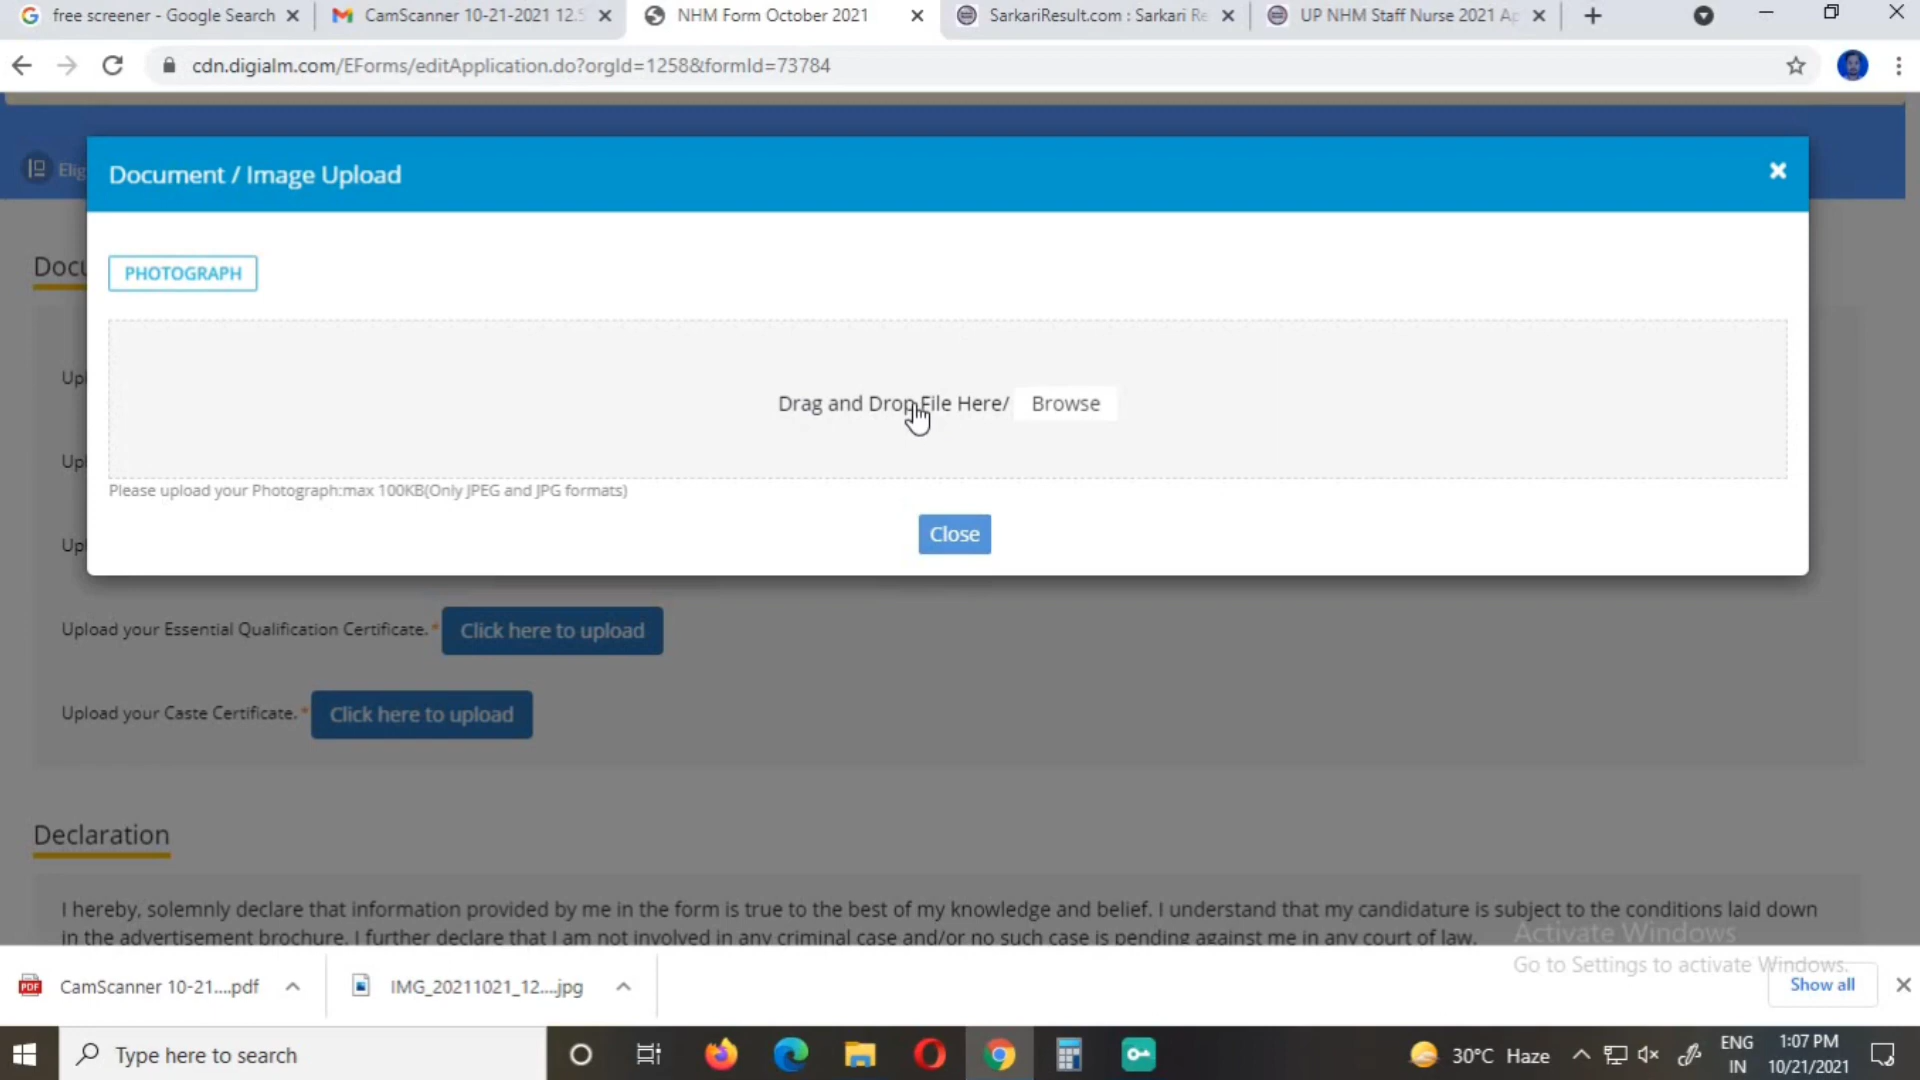 free screener - Google Search
CamScanner 10-21-2021 12.5
NHM Form October 2021
SarkariResult.com : Sarkari Re
UP NHM Staff Nurse 2021 Ap
cdn.digialm.com/EForms/editApplication.do?orgId=1258&formId=73784
Elig
Document / Image Upload
Docu
PHOTOGRAPH
Upl
Drag and Drop File Here/ Browse
Upl
Please upload your Photograph:max 100KB(Only JPEG and JPG formats)
Close
Upl
Upload your Essential Qualification Certificate.* Click here to upload
Upload your Caste Certificate.* Click here to upload
Declaration
I hereby, solemnly declare that information provided by me in the form is true to the best of my knowledge and belief. I understand that my candidature is subject to the conditions laid down
in the advertisement brochure. I further declare that I am not involved in any criminal case and/or no such case is pending against me in any court of law.
Activate Windows
Go to Settings to activate Windows.
CamScanner 10-21....pdf
IMG_20211021_12....jpg
Show all
Type here to search
30°C Haze
ENG
IN
1:07 PM
10/21/2021